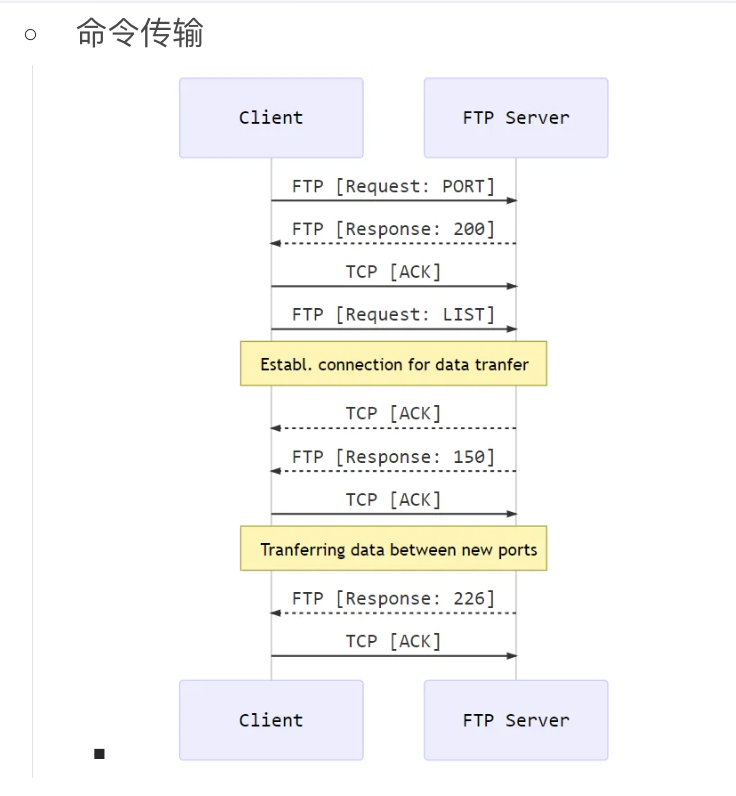 命令传输
Client
FTP Server
FTP [Request: PORT]
FTP [Response: 200]
TCP [ACK]
FTP [Request: LIST]
Establ. connection for data tranfer
TCP [ACK]
FTP [Response: 150]
TCP [ACK]
Tranferring data between new ports
FTP [Response: 226]
TCP [ACK]
Client
FTP Server